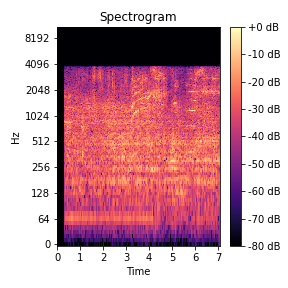 Spectrogram
+0 dB
8192
-10 dB
4096
-20 dB
2048
-30 dB
1024
Hz
512
-40 dB
256
-50 dB
128
-60 dB
64
-70 dB
0
-80 dB
0 1 2 3 4 5 6 7
Time